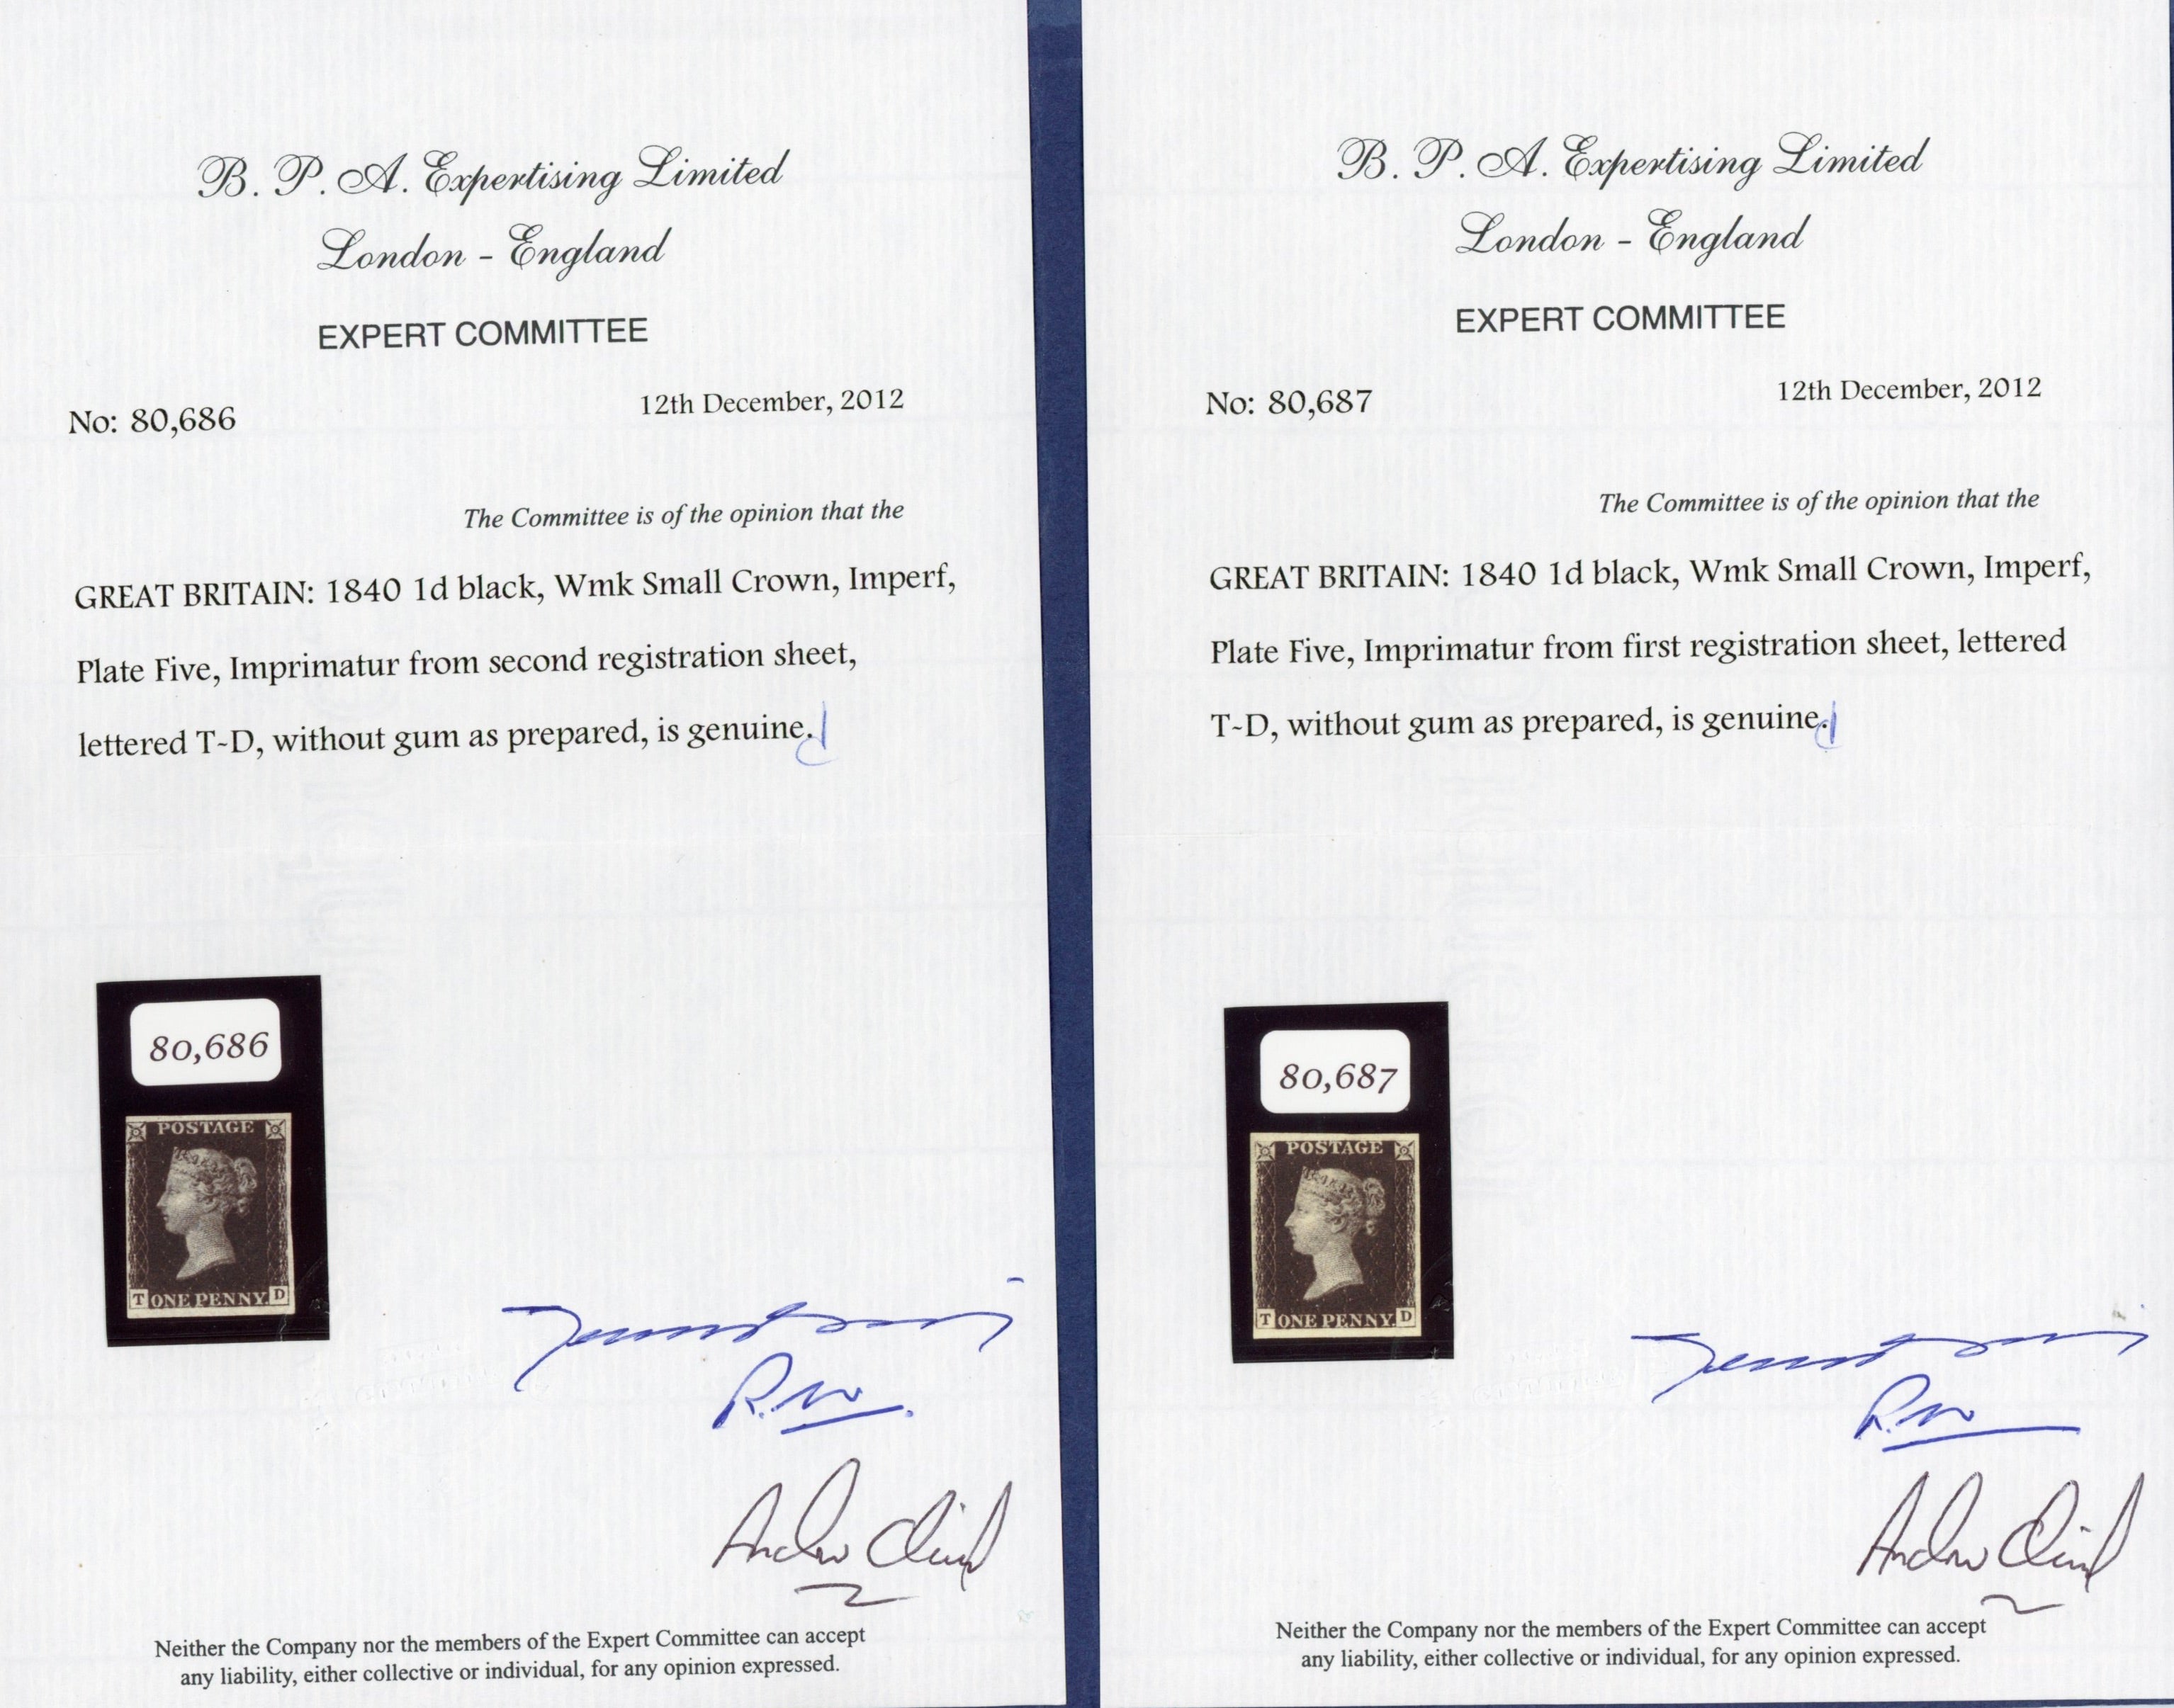 B. P. A. Expertising Limited
London - England
EXPERT COMMITTEE
No: 80,686
12th December, 2012
The Committee is of the opinion that the
GREAT BRITAIN: 1840 1d black, Wmk Small Crown, Imperf,
Plate Five, Imprimatur from second registration sheet,
lettered T-D, without gum as prepared, is genuine.
80,686
POSTAGE
T ONE PENNY. D
R.W.
Neither the Company nor the members of the Expert Committee can accept
any liability, either collective or individual, for any opinion expressed.
B. P. A. Expertising Limited
London - England
EXPERT COMMITTEE
No: 80,687
12th December, 2012
The Committee is of the opinion that the
GREAT BRITAIN: 1840 1d black, Wmk Small Crown, Imperf,
Plate Five, Imprimatur from first registration sheet, lettered
T-D, without gum as prepared, is genuine.
80,687
POSTAGE
T ONE PENNY. D
R.W
Neither the Company nor the members of the Expert Committee can accept
any liability, either collective or individual, for any opinion expressed.